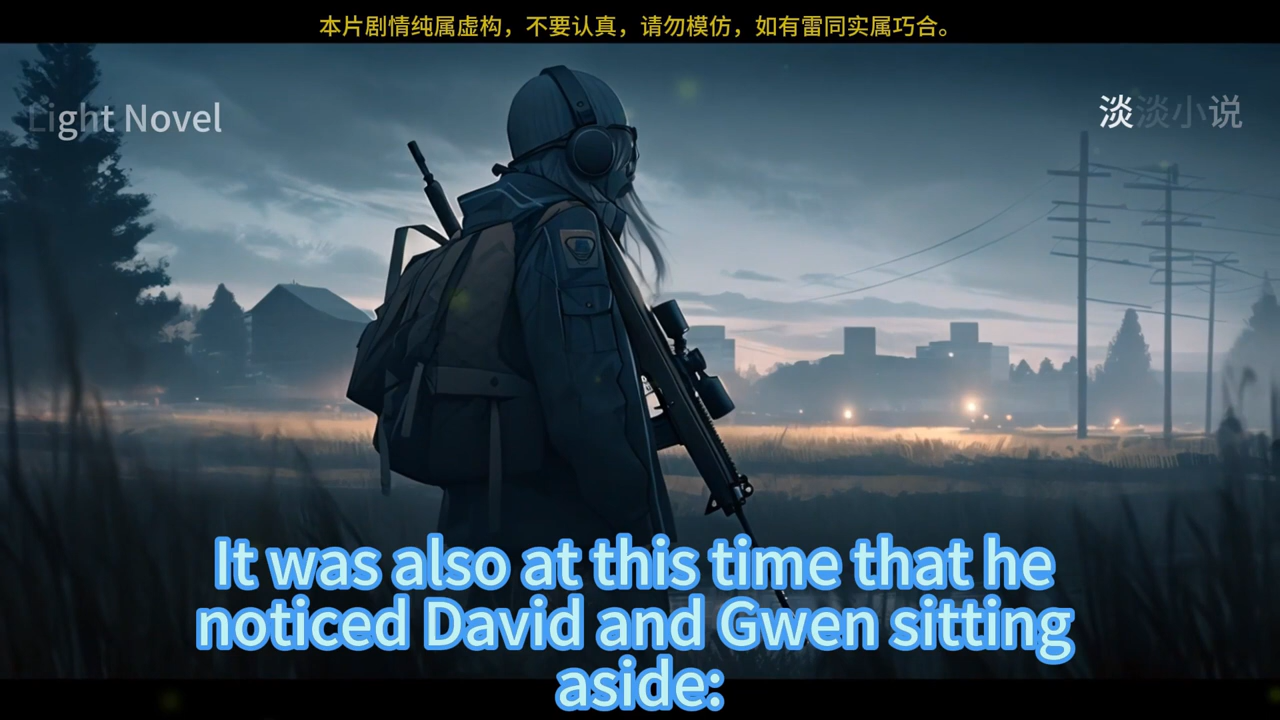 本片剧情纯属虚构，不要认真，请勿模仿，如有雷同实属巧合。
Light Novel
淡淡小说
It was also at this time that he
noticed David and Gwen sitting
aside: